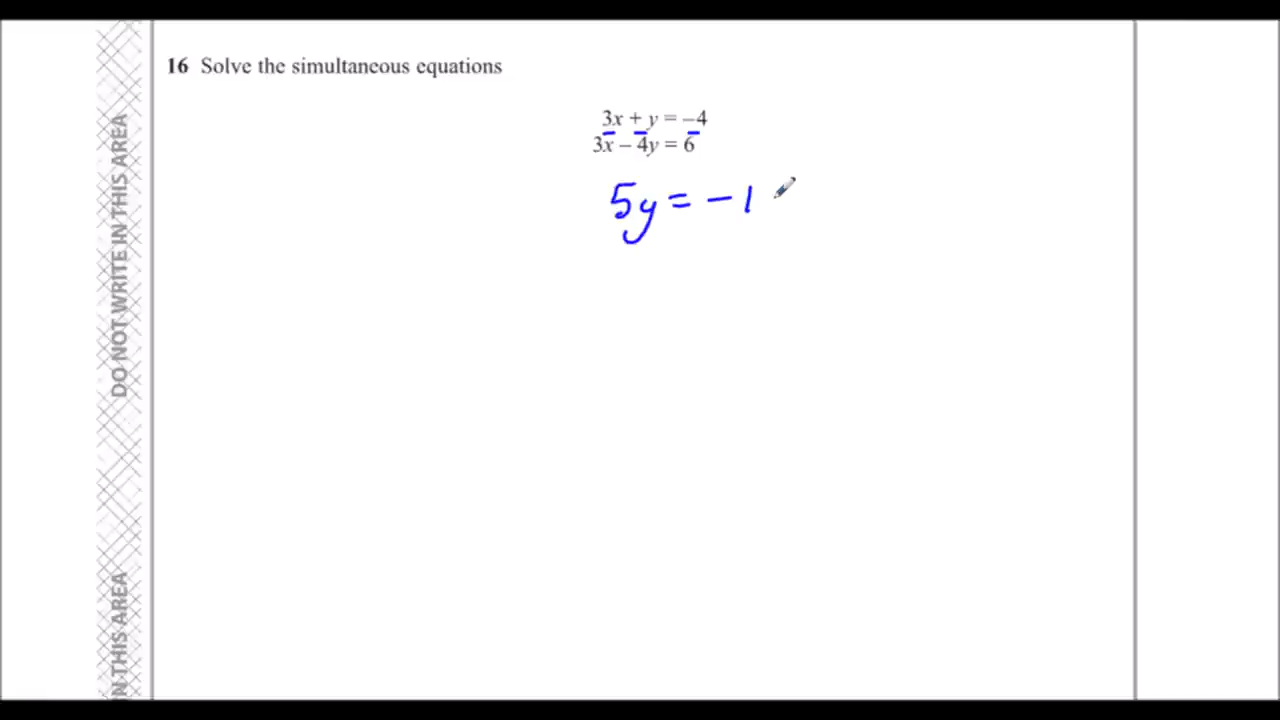 16 Solve the simultaneous equations
3x + y = −4
3x − 4y = 6
5y = −1
DO NOT WRITE IN THIS AREA
IN THIS AREA